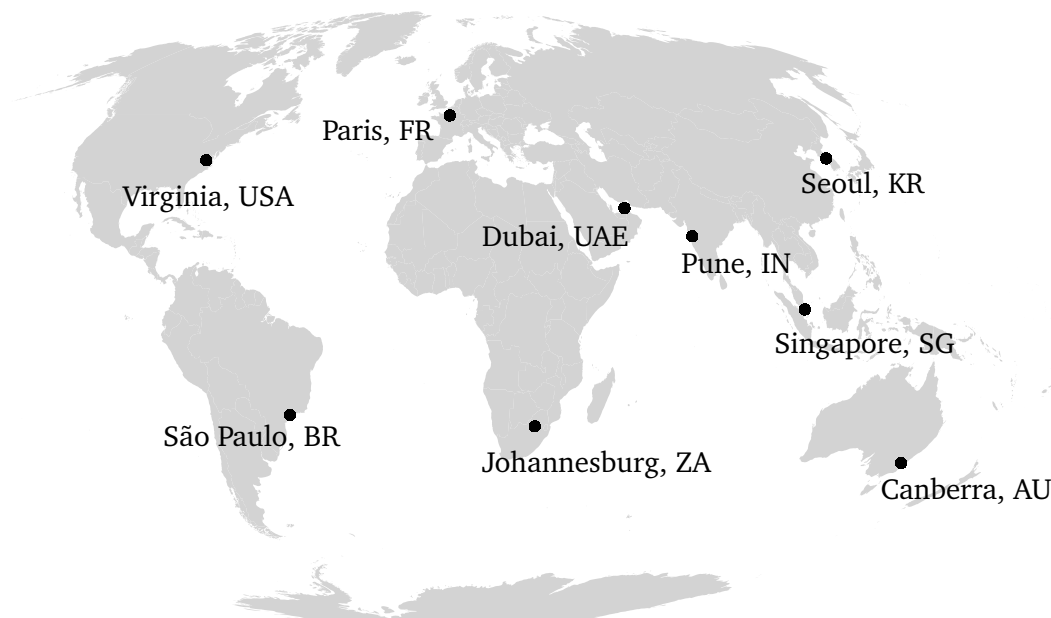 Paris, FR
Virginia, USA
Seoul, KR
Dubai, UAE
Pune, IN
Singapore, SG
São Paulo, BR
Johannesburg, ZA
Canberra, AU